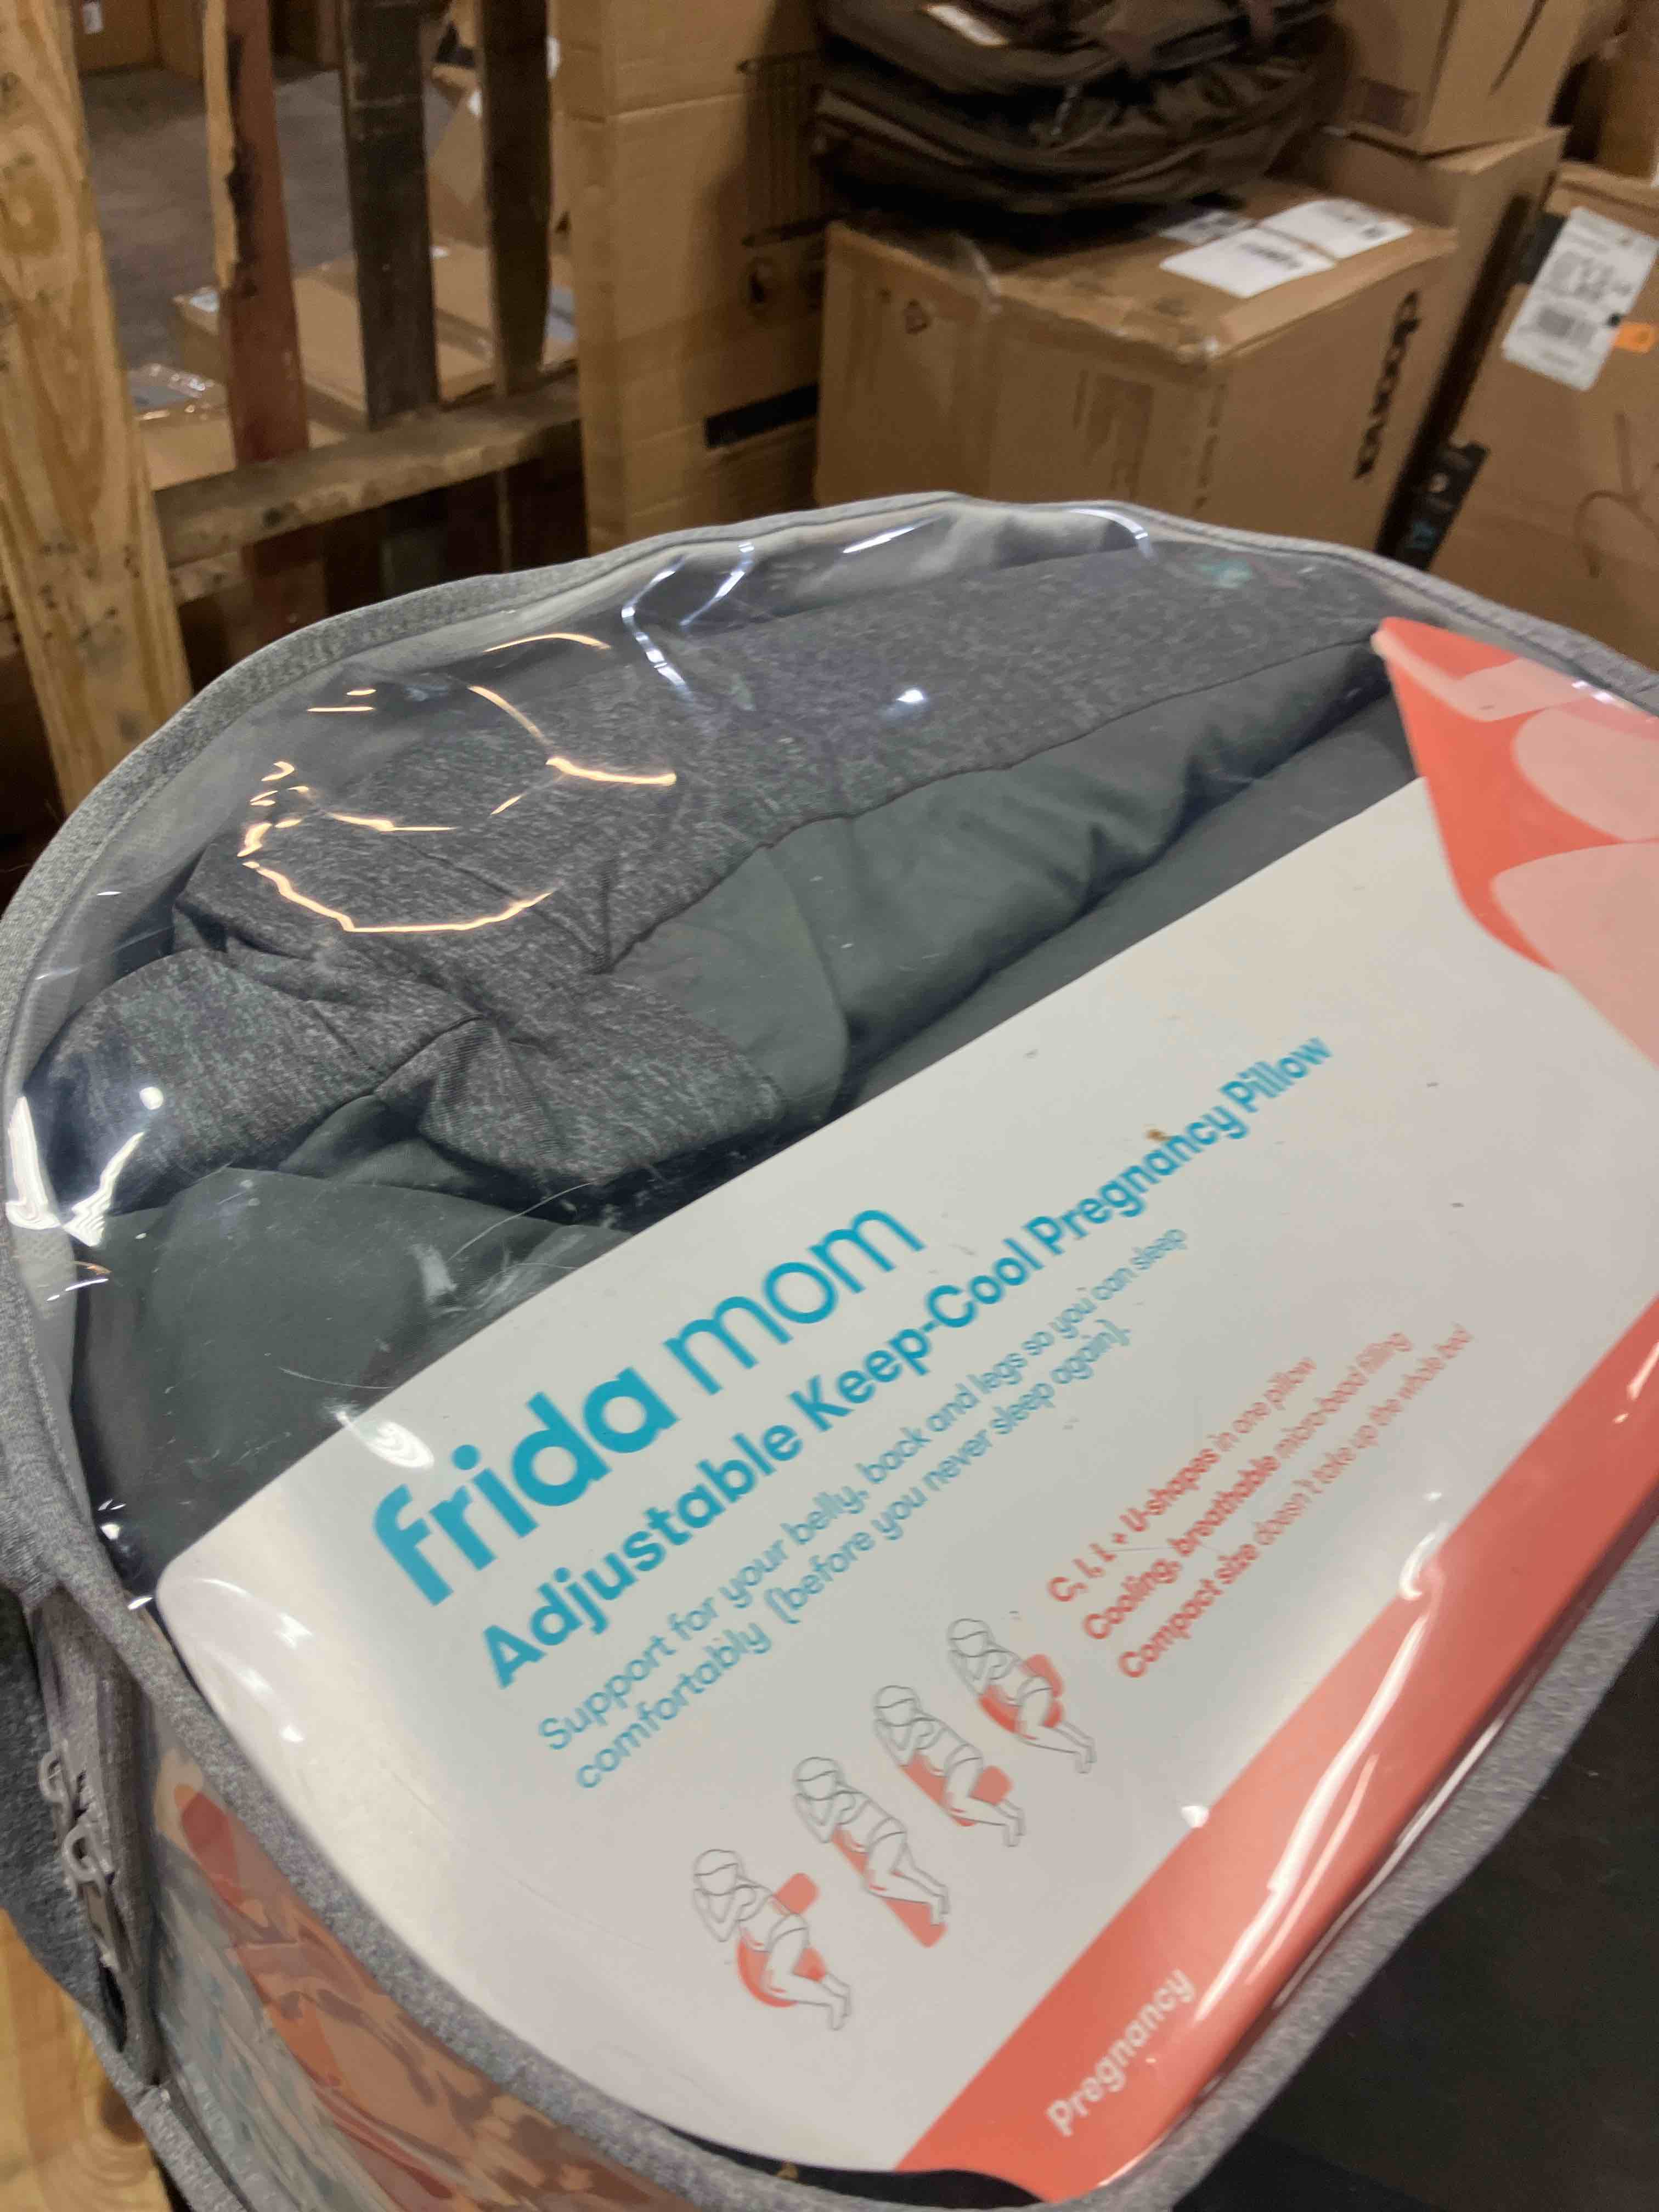 frida mom
Adjustable Keep-Cool Pregnancy Pillow
Support for your belly, back and legs so you can sleep
comfortably (before you never sleep again).
C, I, J + U-shapes in one pillow
Cooling, breathable micro-bead filling
Compact size doesn't take up the whole bed
Pregnancy